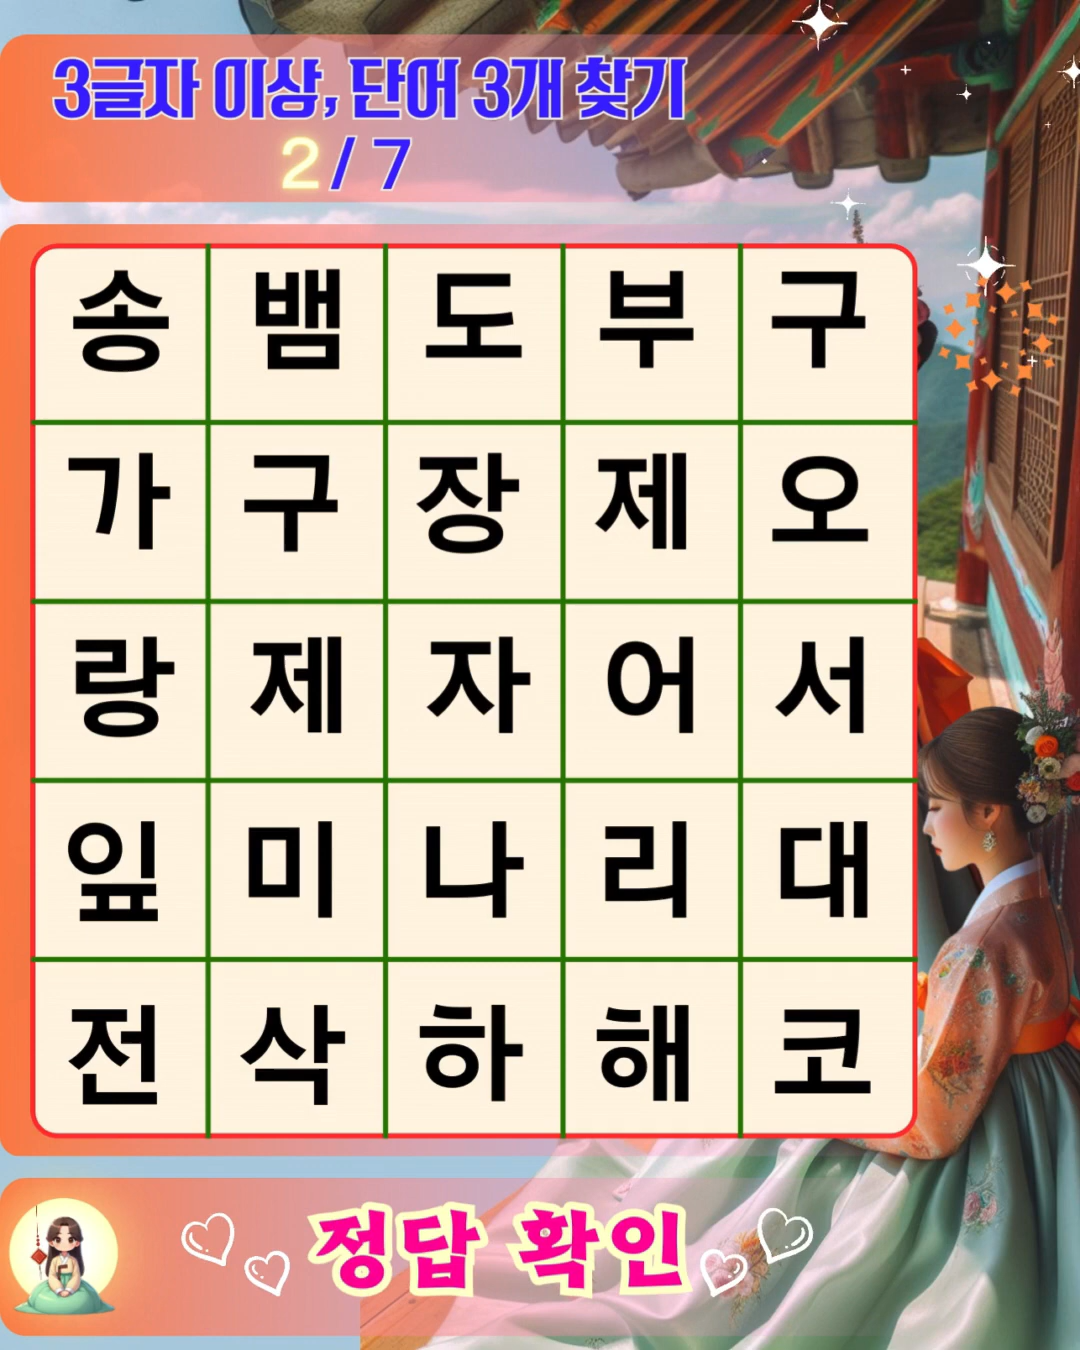 3글자 이상, 단어 3개 찾기
2 / 7
송 뱀 도 부 구
가 구 장 제 오
랑 제 자 어 서
잎 미 나 리 대
전 삭 하 해 코
정답 확인